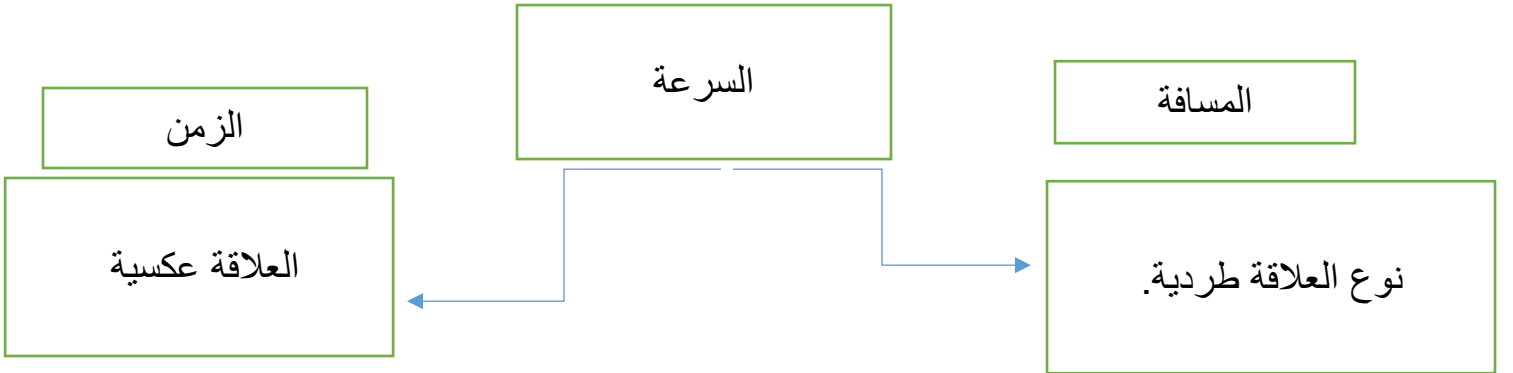 السرعة
المسافة
الزمن
نوع العلاقة طردية.
العلاقة عكسية